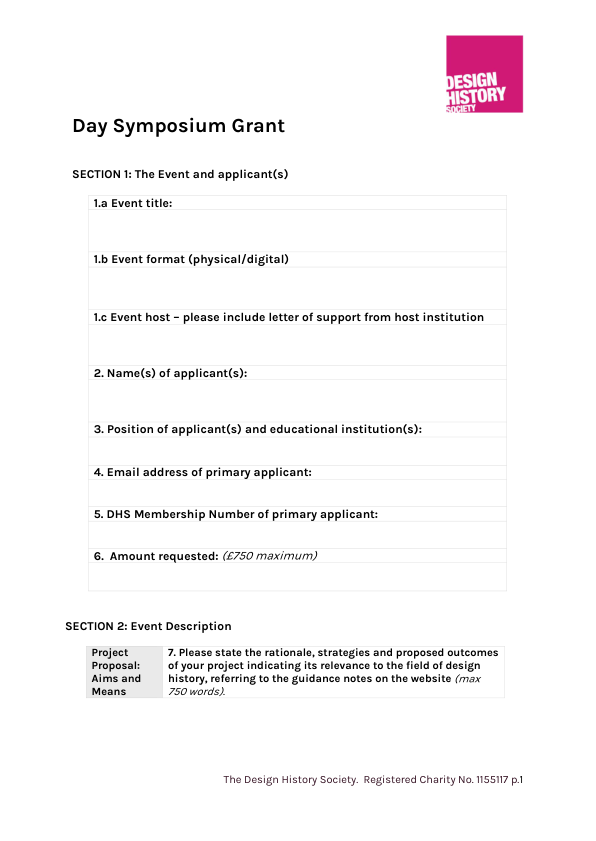 DESIGN
HISTORY
SOCIETY
Day Symposium Grant
SECTION 1: The Event and applicant(s)
1.a Event title:
1.b Event format (physical/digital)
1.c Event host – please include letter of support from host institution
2. Name(s) of applicant(s):
3. Position of applicant(s) and educational institution(s):
4. Email address of primary applicant:
5. DHS Membership Number of primary applicant:
6.  Amount requested: (£750 maximum)
SECTION 2: Event Description
Project
Proposal:
Aims and
Means
7. Please state the rationale, strategies and proposed outcomes
of your project indicating its relevance to the field of design
history, referring to the guidance notes on the website (max
750 words).
The Design History Society.  Registered Charity No. 1155117 p.1